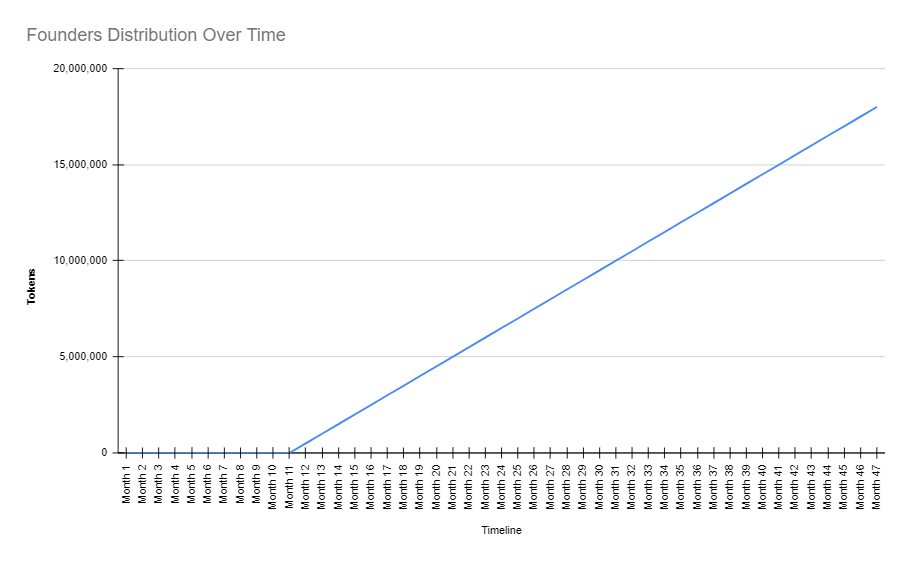 Founders Distribution Over Time
20,000,000
15,000,000
10,000,000
5,000,000
0
Tokens
Month 1
Month 2
Month 3
Month 4
Month 5
Month 6
Month 7
Month 8
Month 9
Month 10
Month 11
Month 12
Month 13
Month 14
Month 15
Month 16
Month 17
Month 18
Month 19
Month 20
Month 21
Month 22
Month 23
Month 24
Month 25
Month 26
Month 27
Month 28
Month 29
Month 30
Month 31
Month 32
Month 33
Month 34
Month 35
Month 36
Month 37
Month 38
Month 39
Month 40
Month 41
Month 42
Month 43
Month 44
Month 45
Month 46
Month 47
Timeline